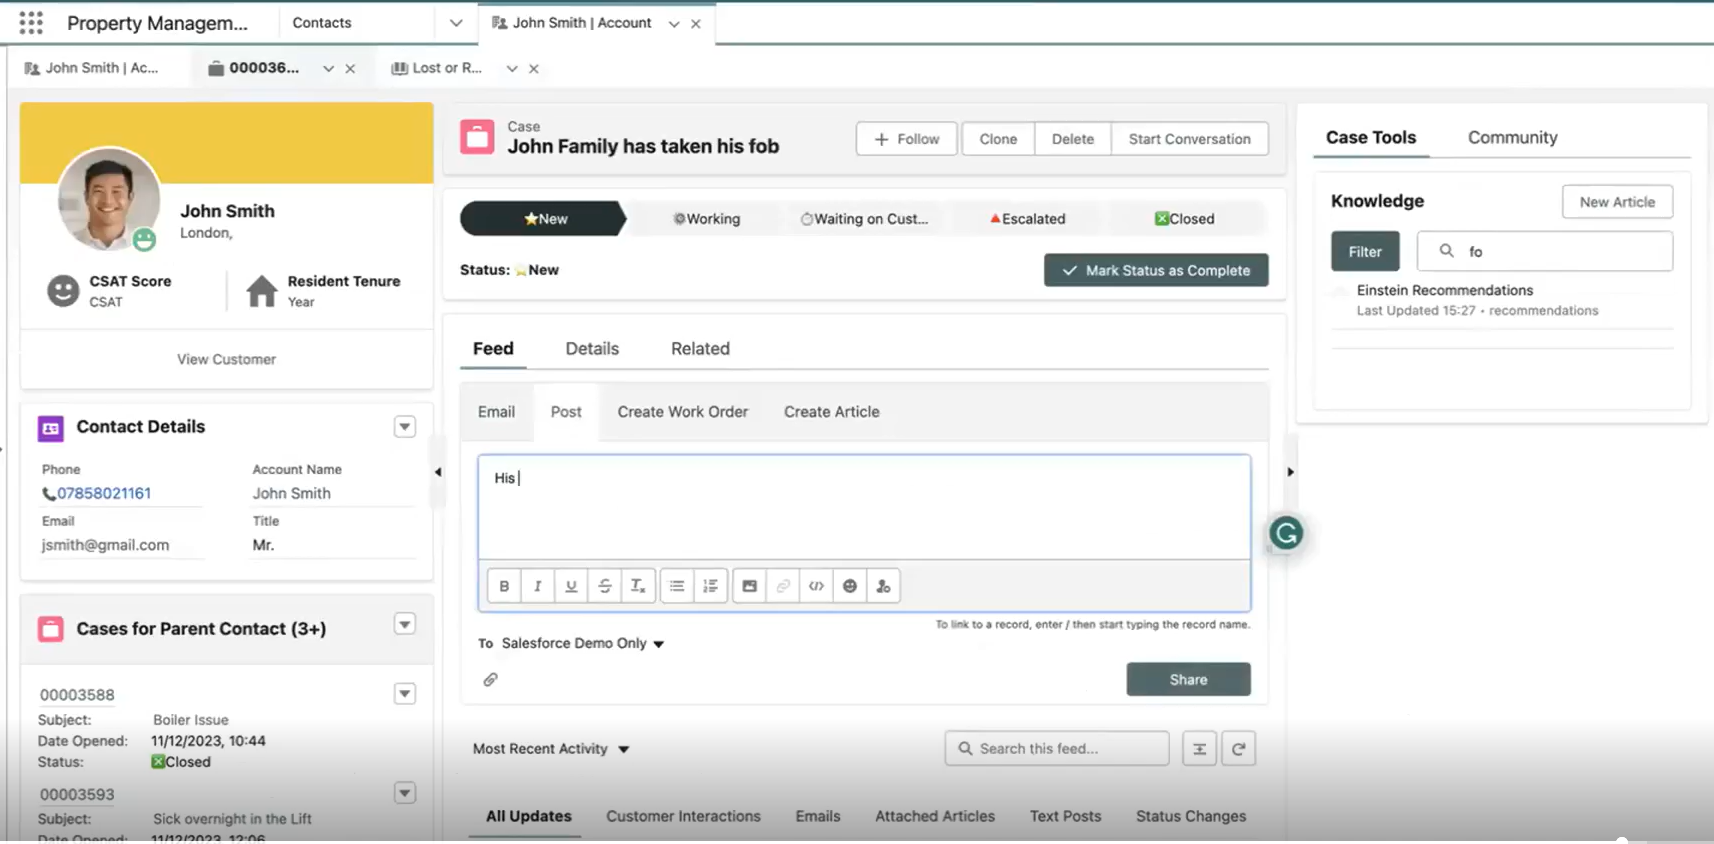 Property Managem...
Contacts
John Smith | Account
John Smith | Ac...
000036...
Lost or R...
John Smith
London,
CSAT Score
CSAT
Resident Tenure
Year
View Customer
Contact Details
Phone
Account Name
07858021161
John Smith
Email
Title
jsmith@gmail.com
Mr.
Cases for Parent Contact (3+)
00003588
Subject: Boiler Issue
Date Opened: 11/12/2023, 10:44
Status: Closed
00003593
Subject: Sick overnight in the Lift
Date Opened: 11/12/2023, 12:06
Case
John Family has taken his fob
Follow
Clone
Delete
Start Conversation
New
Working
Waiting on Cust...
Escalated
Closed
Status: New
Mark Status as Complete
Feed
Details
Related
Email
Post
Create Work Order
Create Article
His
To link to a record, enter / then start typing the record name.
To Salesforce Demo Only
Share
Most Recent Activity
Search this feed...
All Updates
Customer Interactions
Emails
Attached Articles
Text Posts
Status Changes
Case Tools
Community
Knowledge
New Article
Filter
fo
Einstein Recommendations
Last Updated 15:27 • recommendations